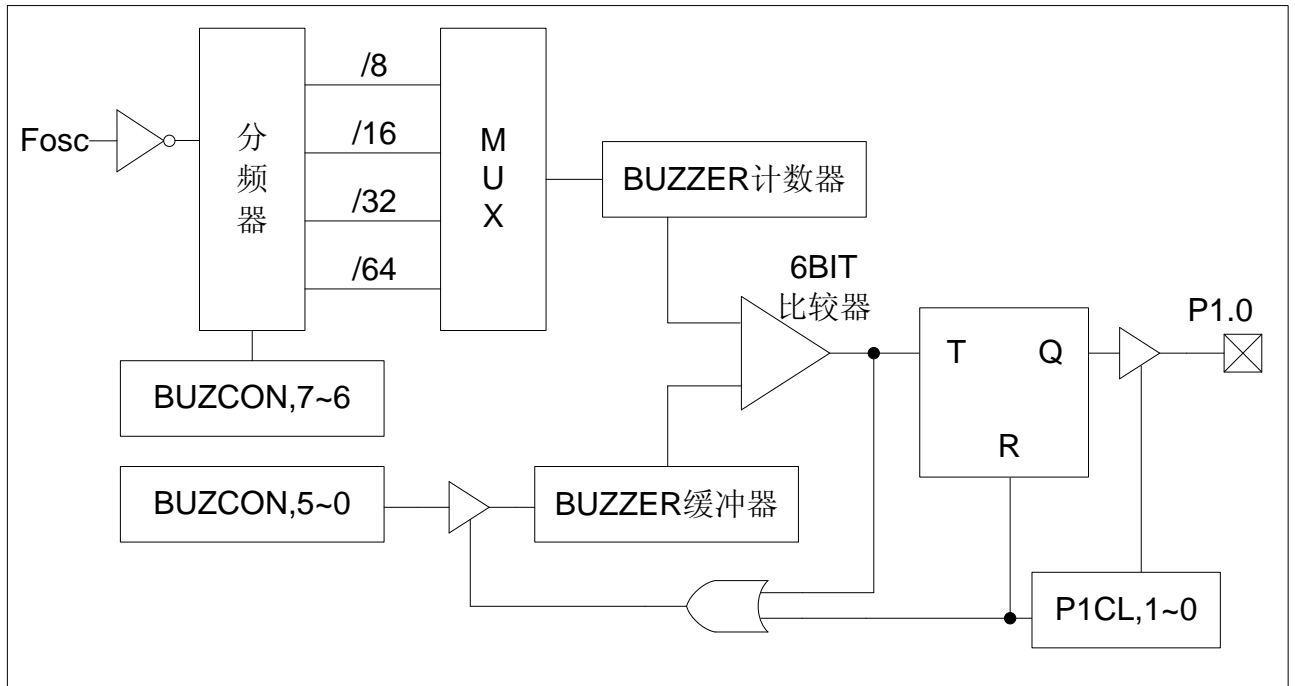 /8
Fosc
分频器
/16
MUX
/32
/64
BUZZER计数器
6BIT
比较器
P1.0
T
Q
R
BUZCON,7~6
BUZCON,5~0
BUZZER缓冲器
P1CL,1~0